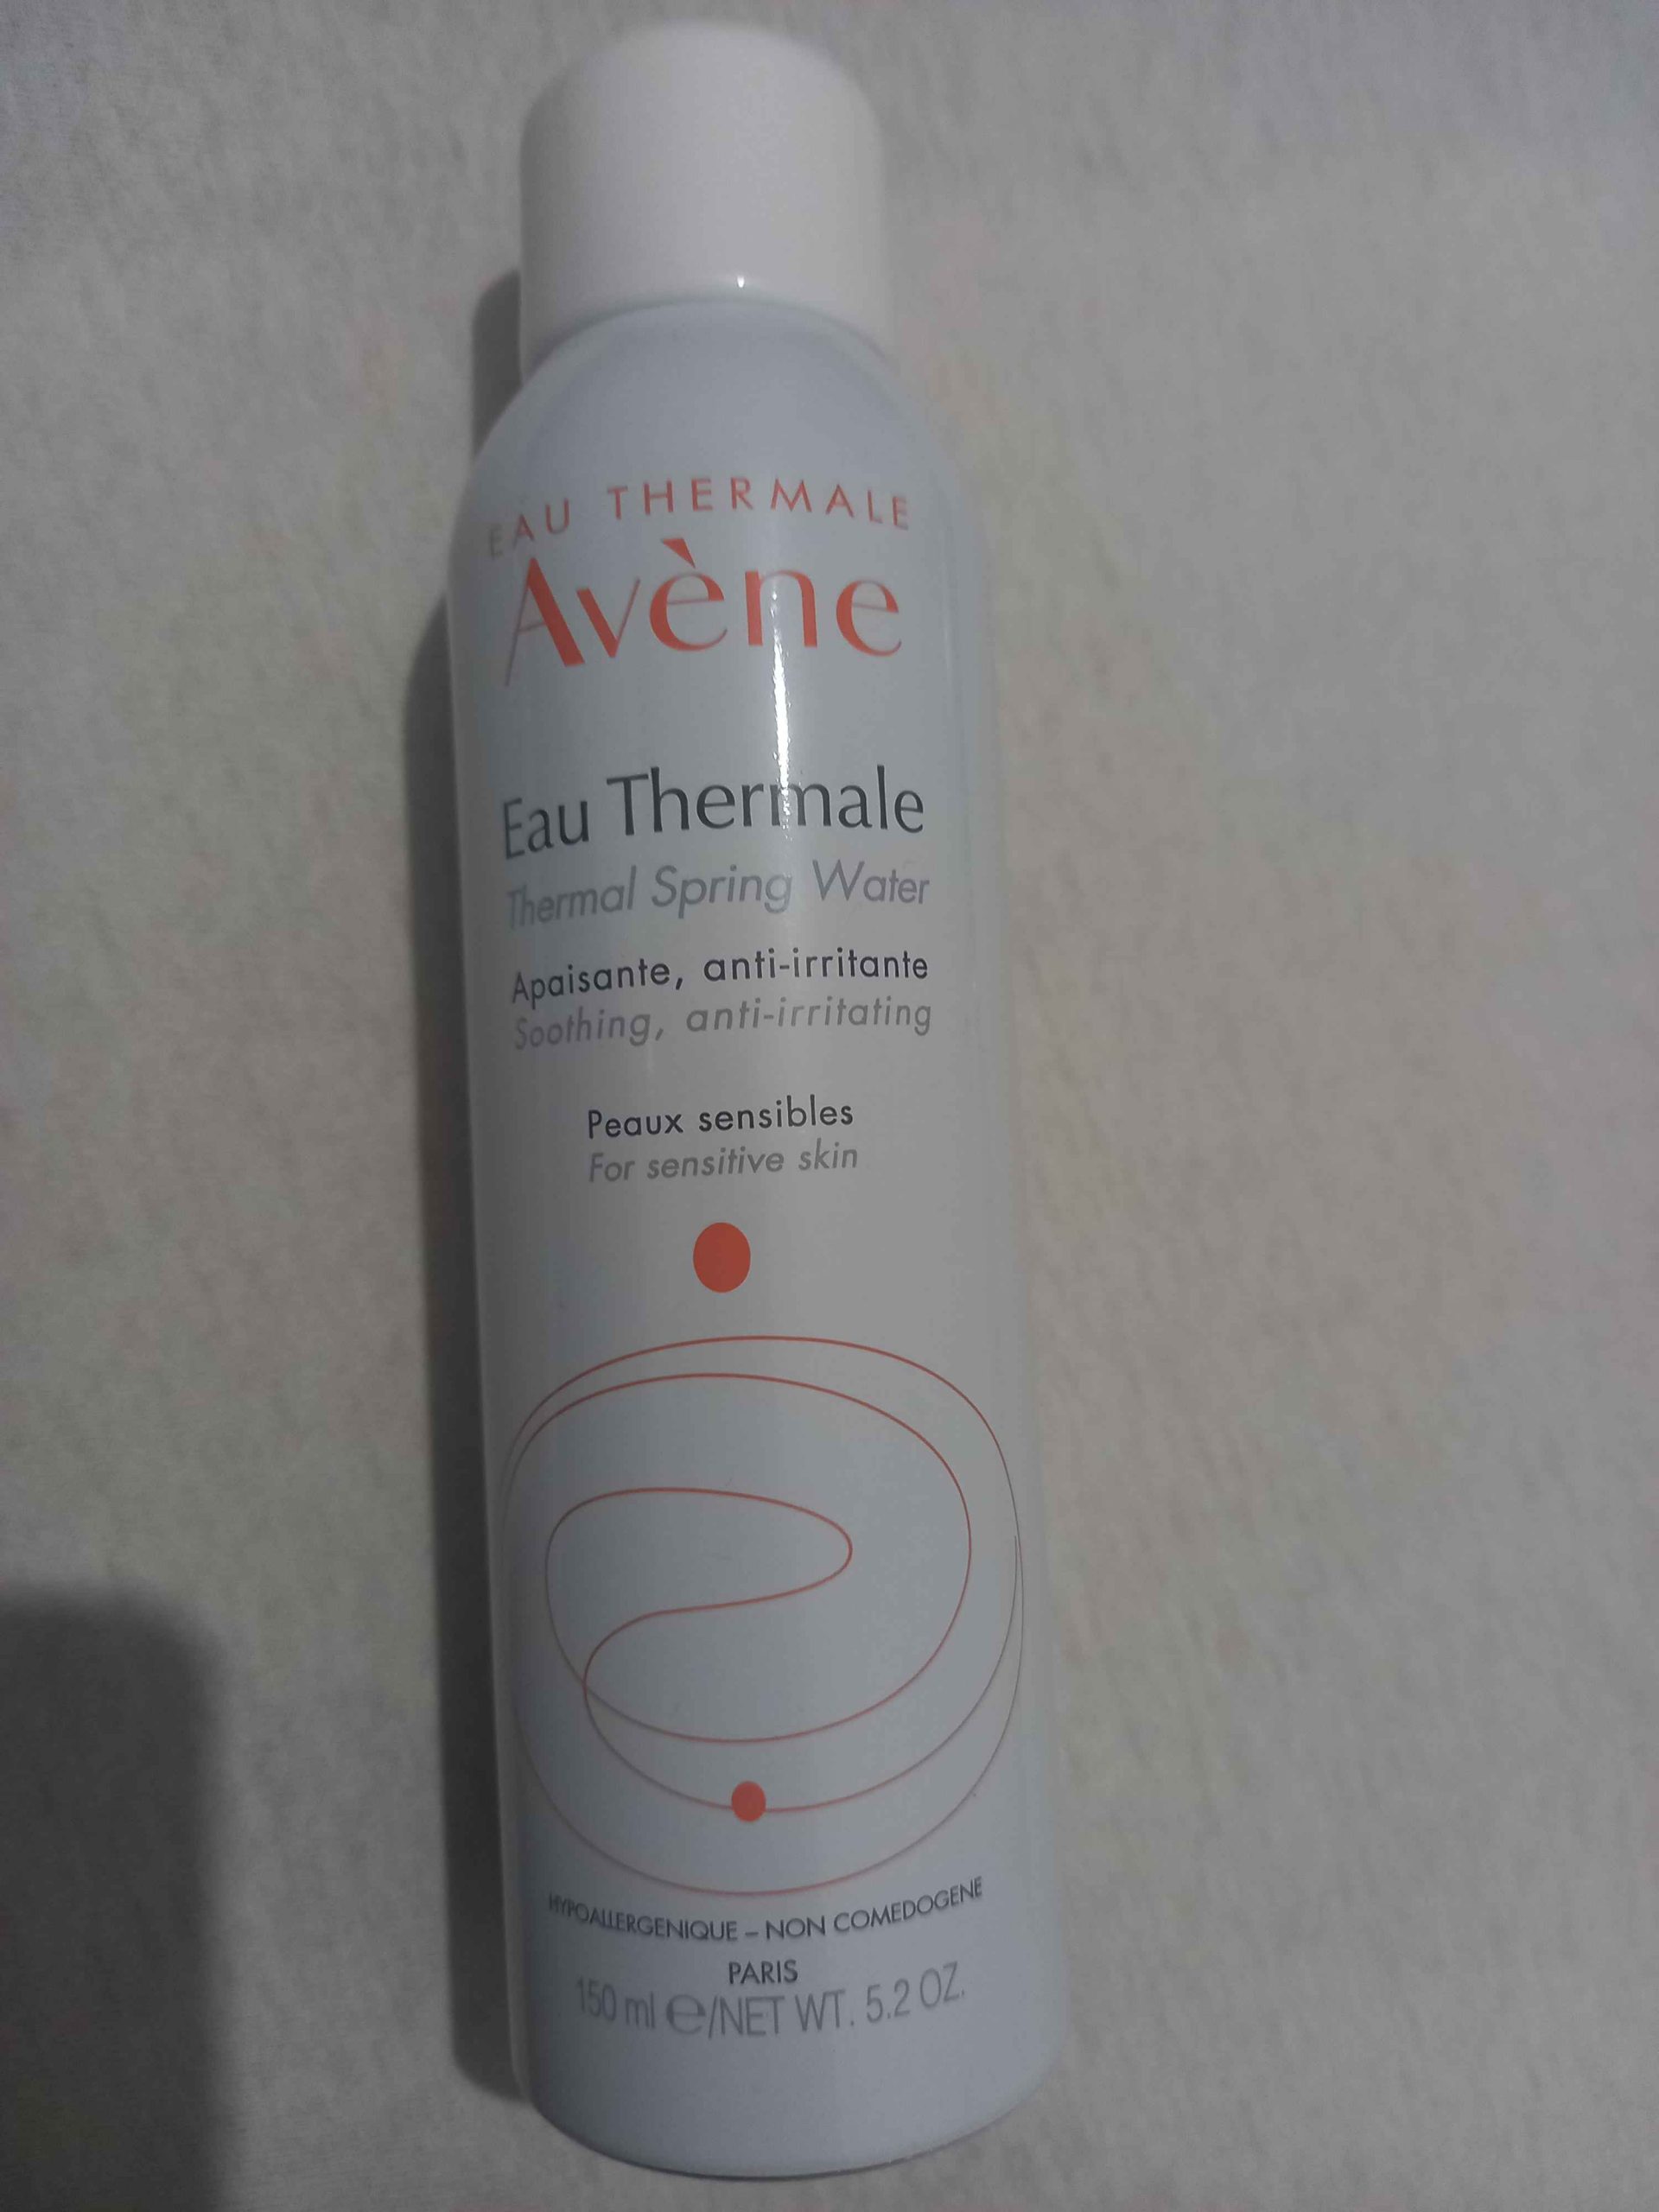 EAU THERMALE
Avène
Eau Thermale
Thermal Spring Water
Apaisante, anti-irritante
Soothing, anti-irritating
Peaux sensibles
For sensitive skin
HYPOALLERGENIQUE – NON COMEDOGENE
PARIS
150 ml ℮/NET WT. 5.2 OZ.